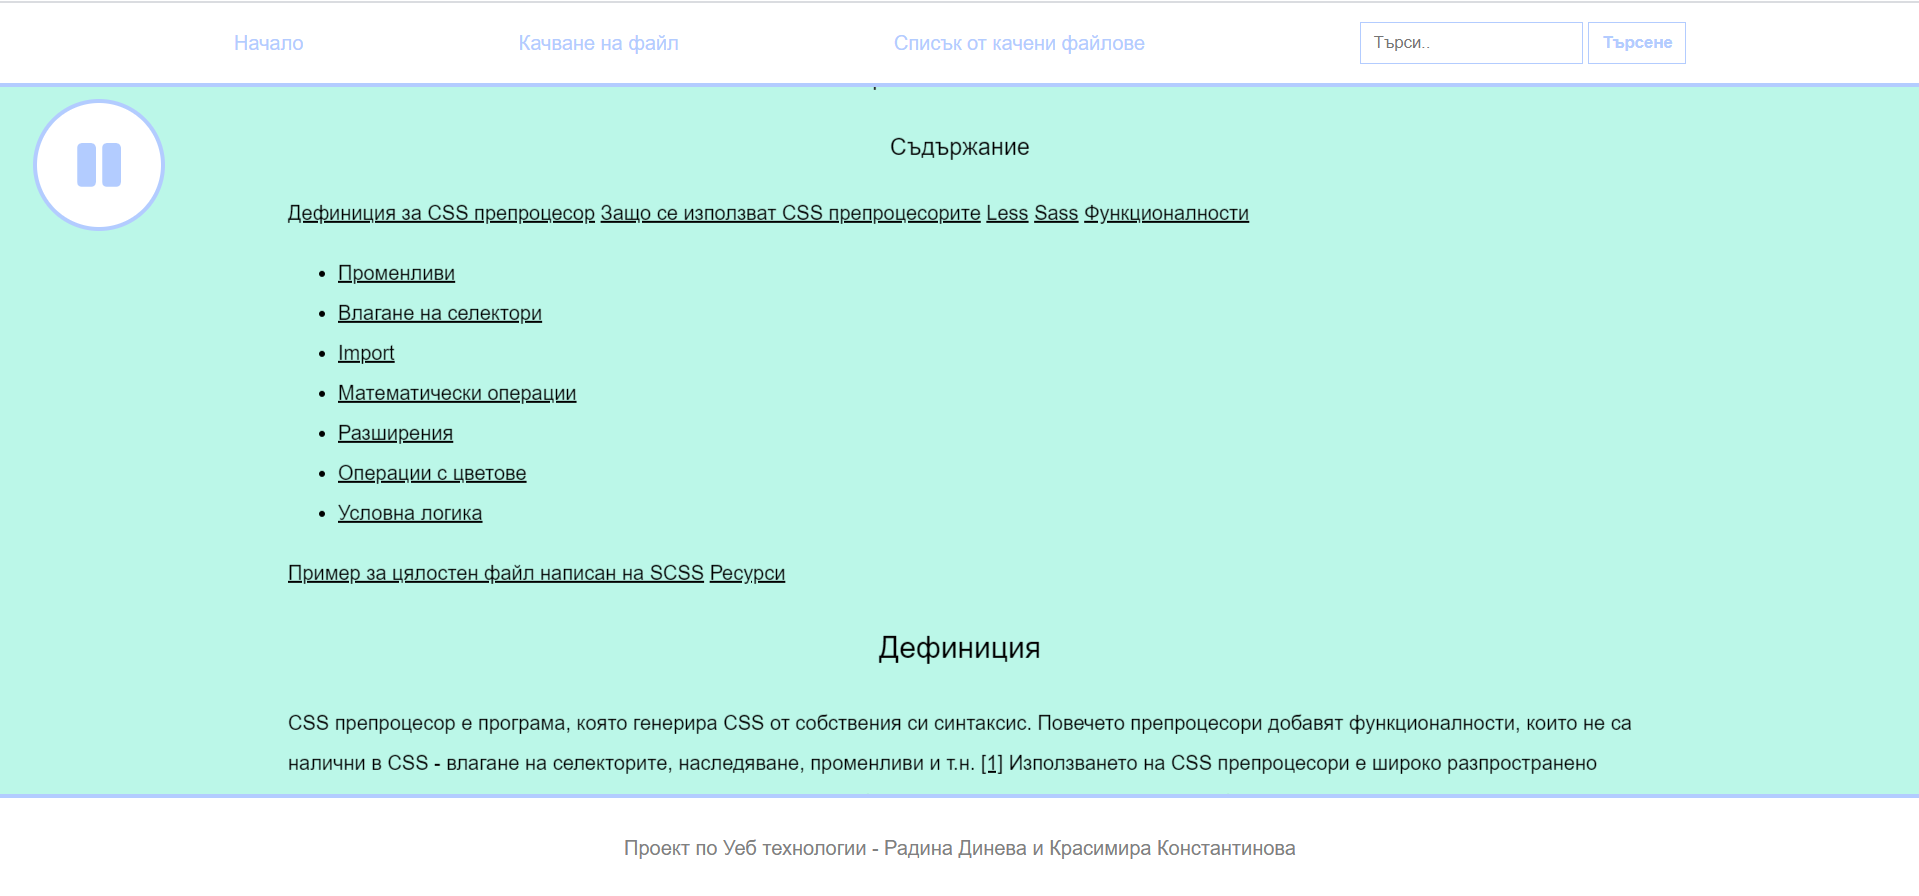 Начало Качване на файл Списък от качени файлове Търси.. Търсене
Съдържание
Дефиниция за CSS препроцесор Защо се използват CSS препроцесорите Less Sass Функционалности
Променливи
Влагане на селектори
Import
Математически операции
Разширения
Операции с цветове
Условна логика
Пример за цялостен файл написан на SCSS Ресурси
Дефиниция
CSS препроцесор е програма, която генерира CSS от собствения си синтаксис. Повечето препроцесори добавят функционалности, които не са
налични в CSS - влагане на селекторите, наследяване, променливи и т.н. [1] Използването на CSS препроцесори е широко разпространено
Проект по Уеб технологии - Радина Динева и Красимира Константинова